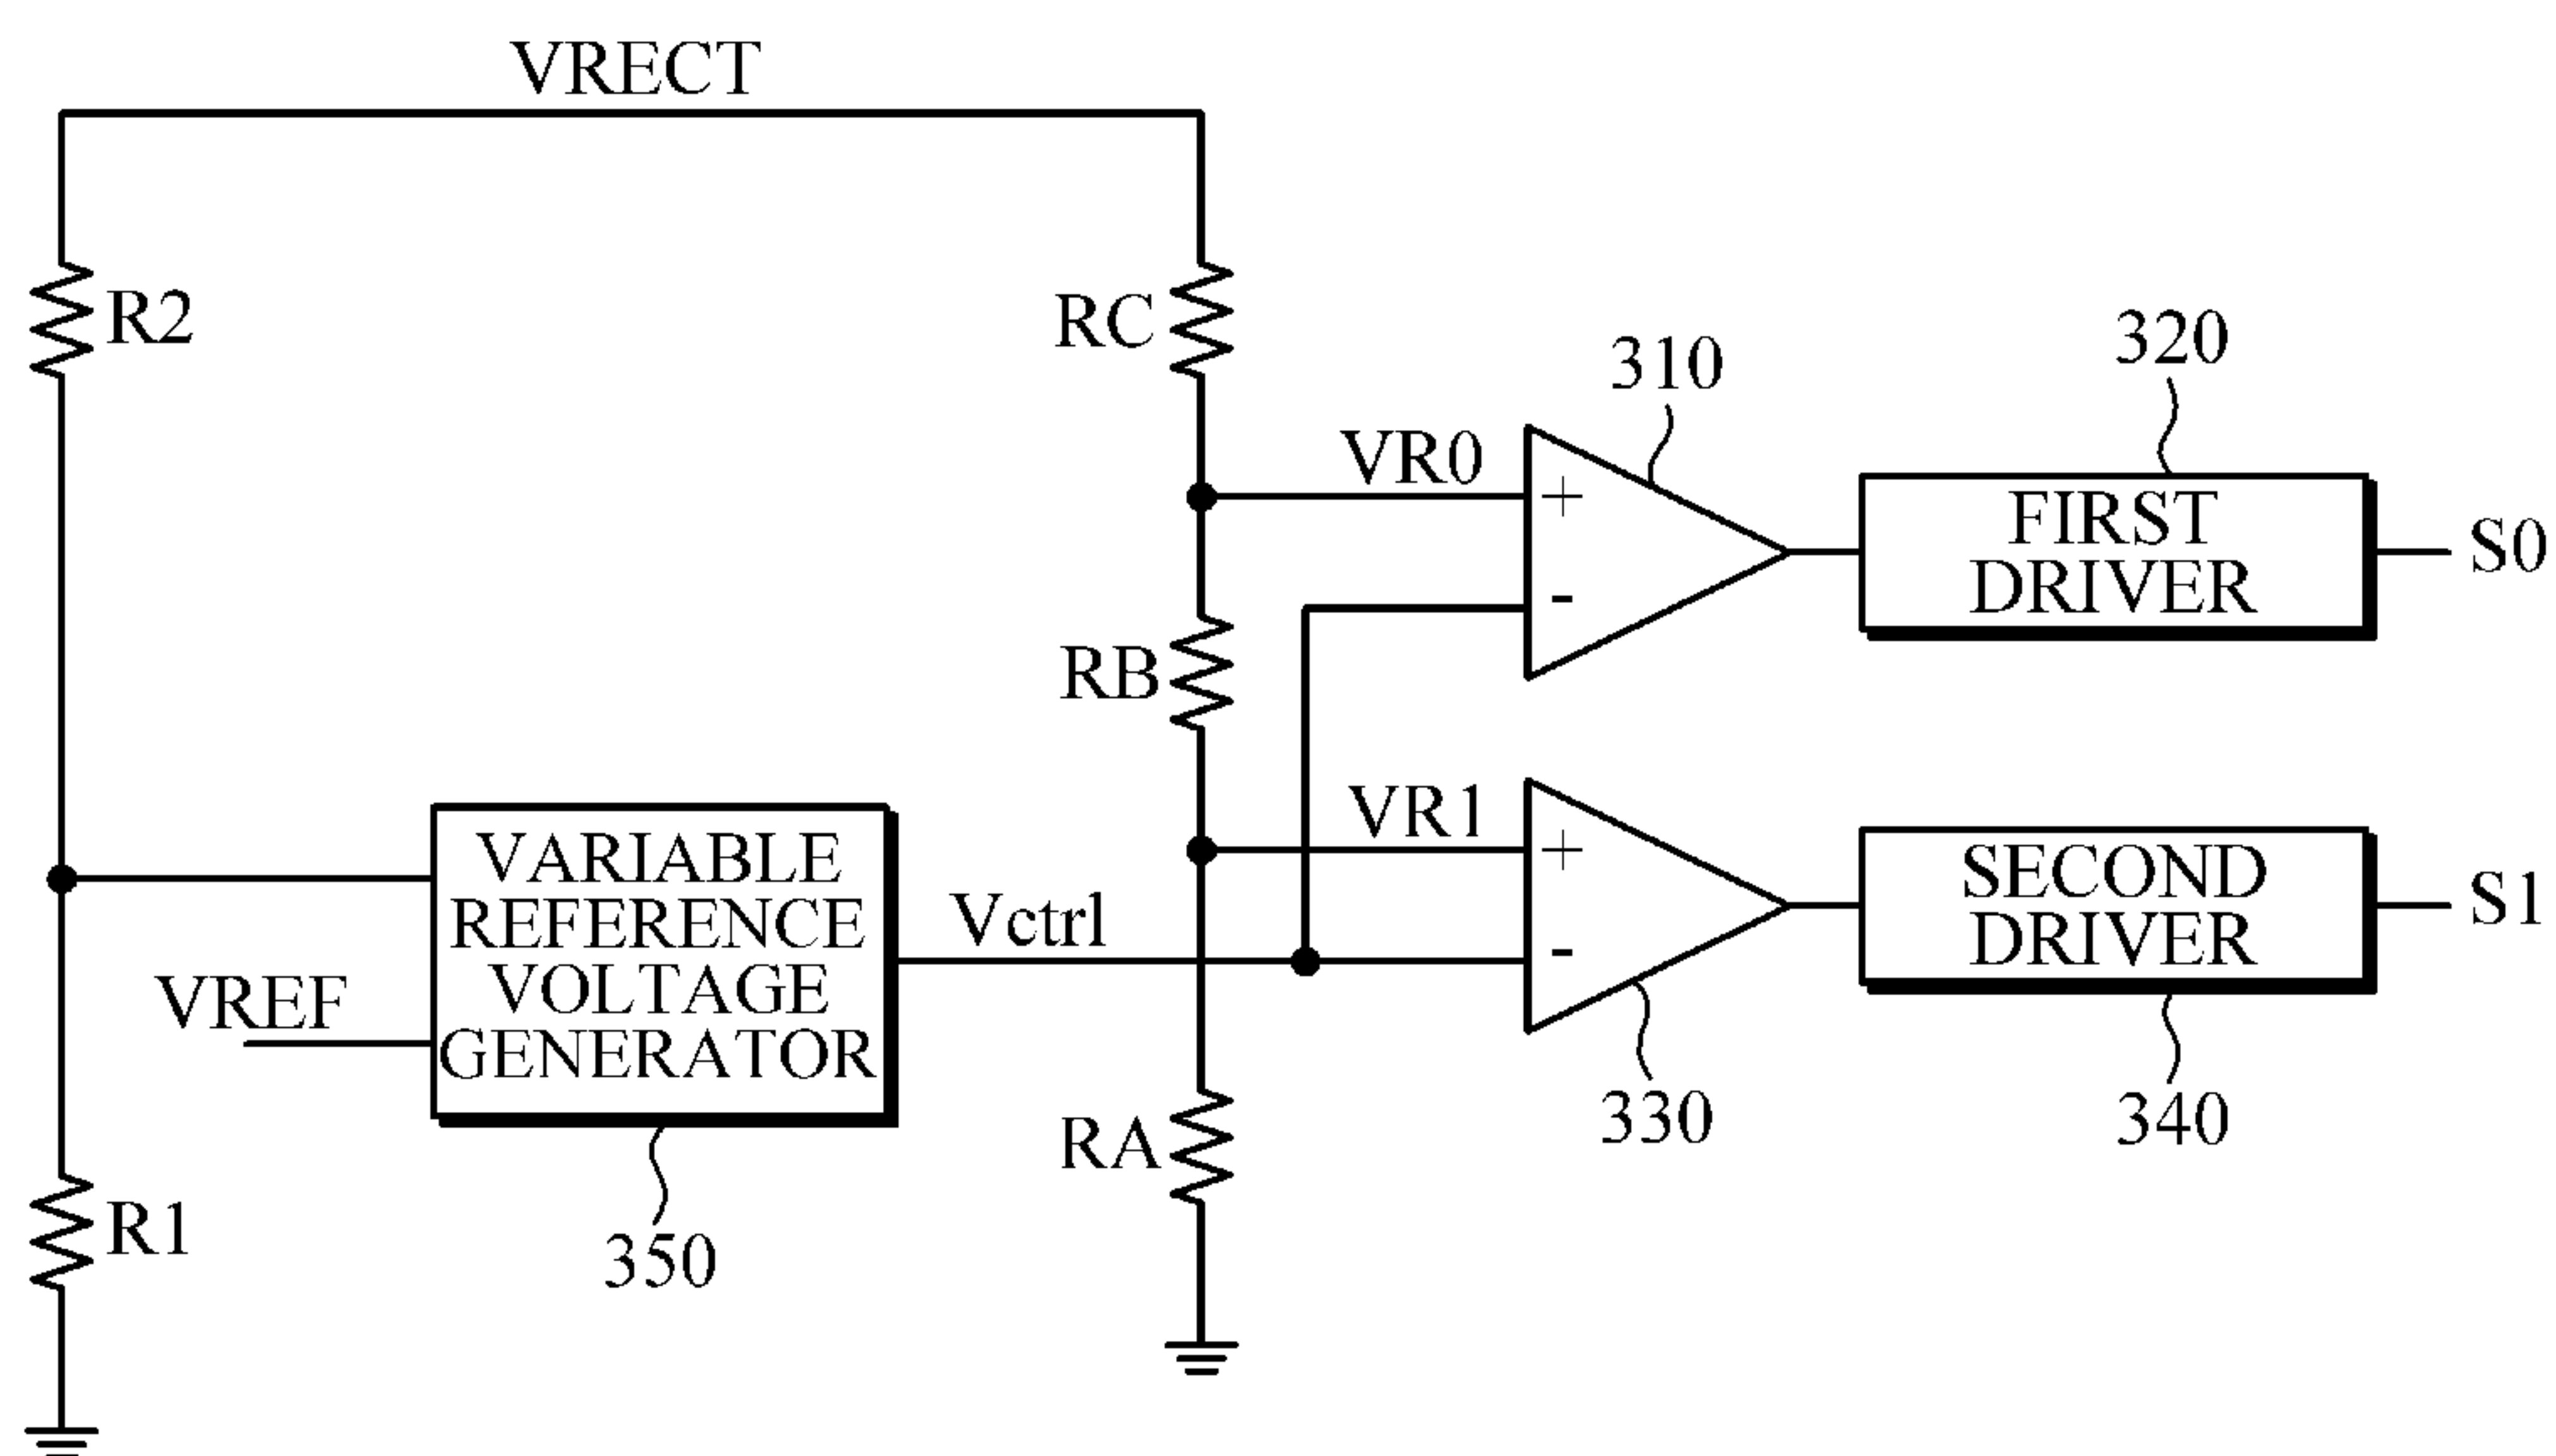 VRECT
R2
RC
310
320
VR0
+
-
FIRST
DRIVER
S0
RB
VR1
+
-
SECOND
DRIVER
S1
VARIABLE
REFERENCE
VOLTAGE
GENERATOR
Vctrl
VREF
330
340
RA
R1
350